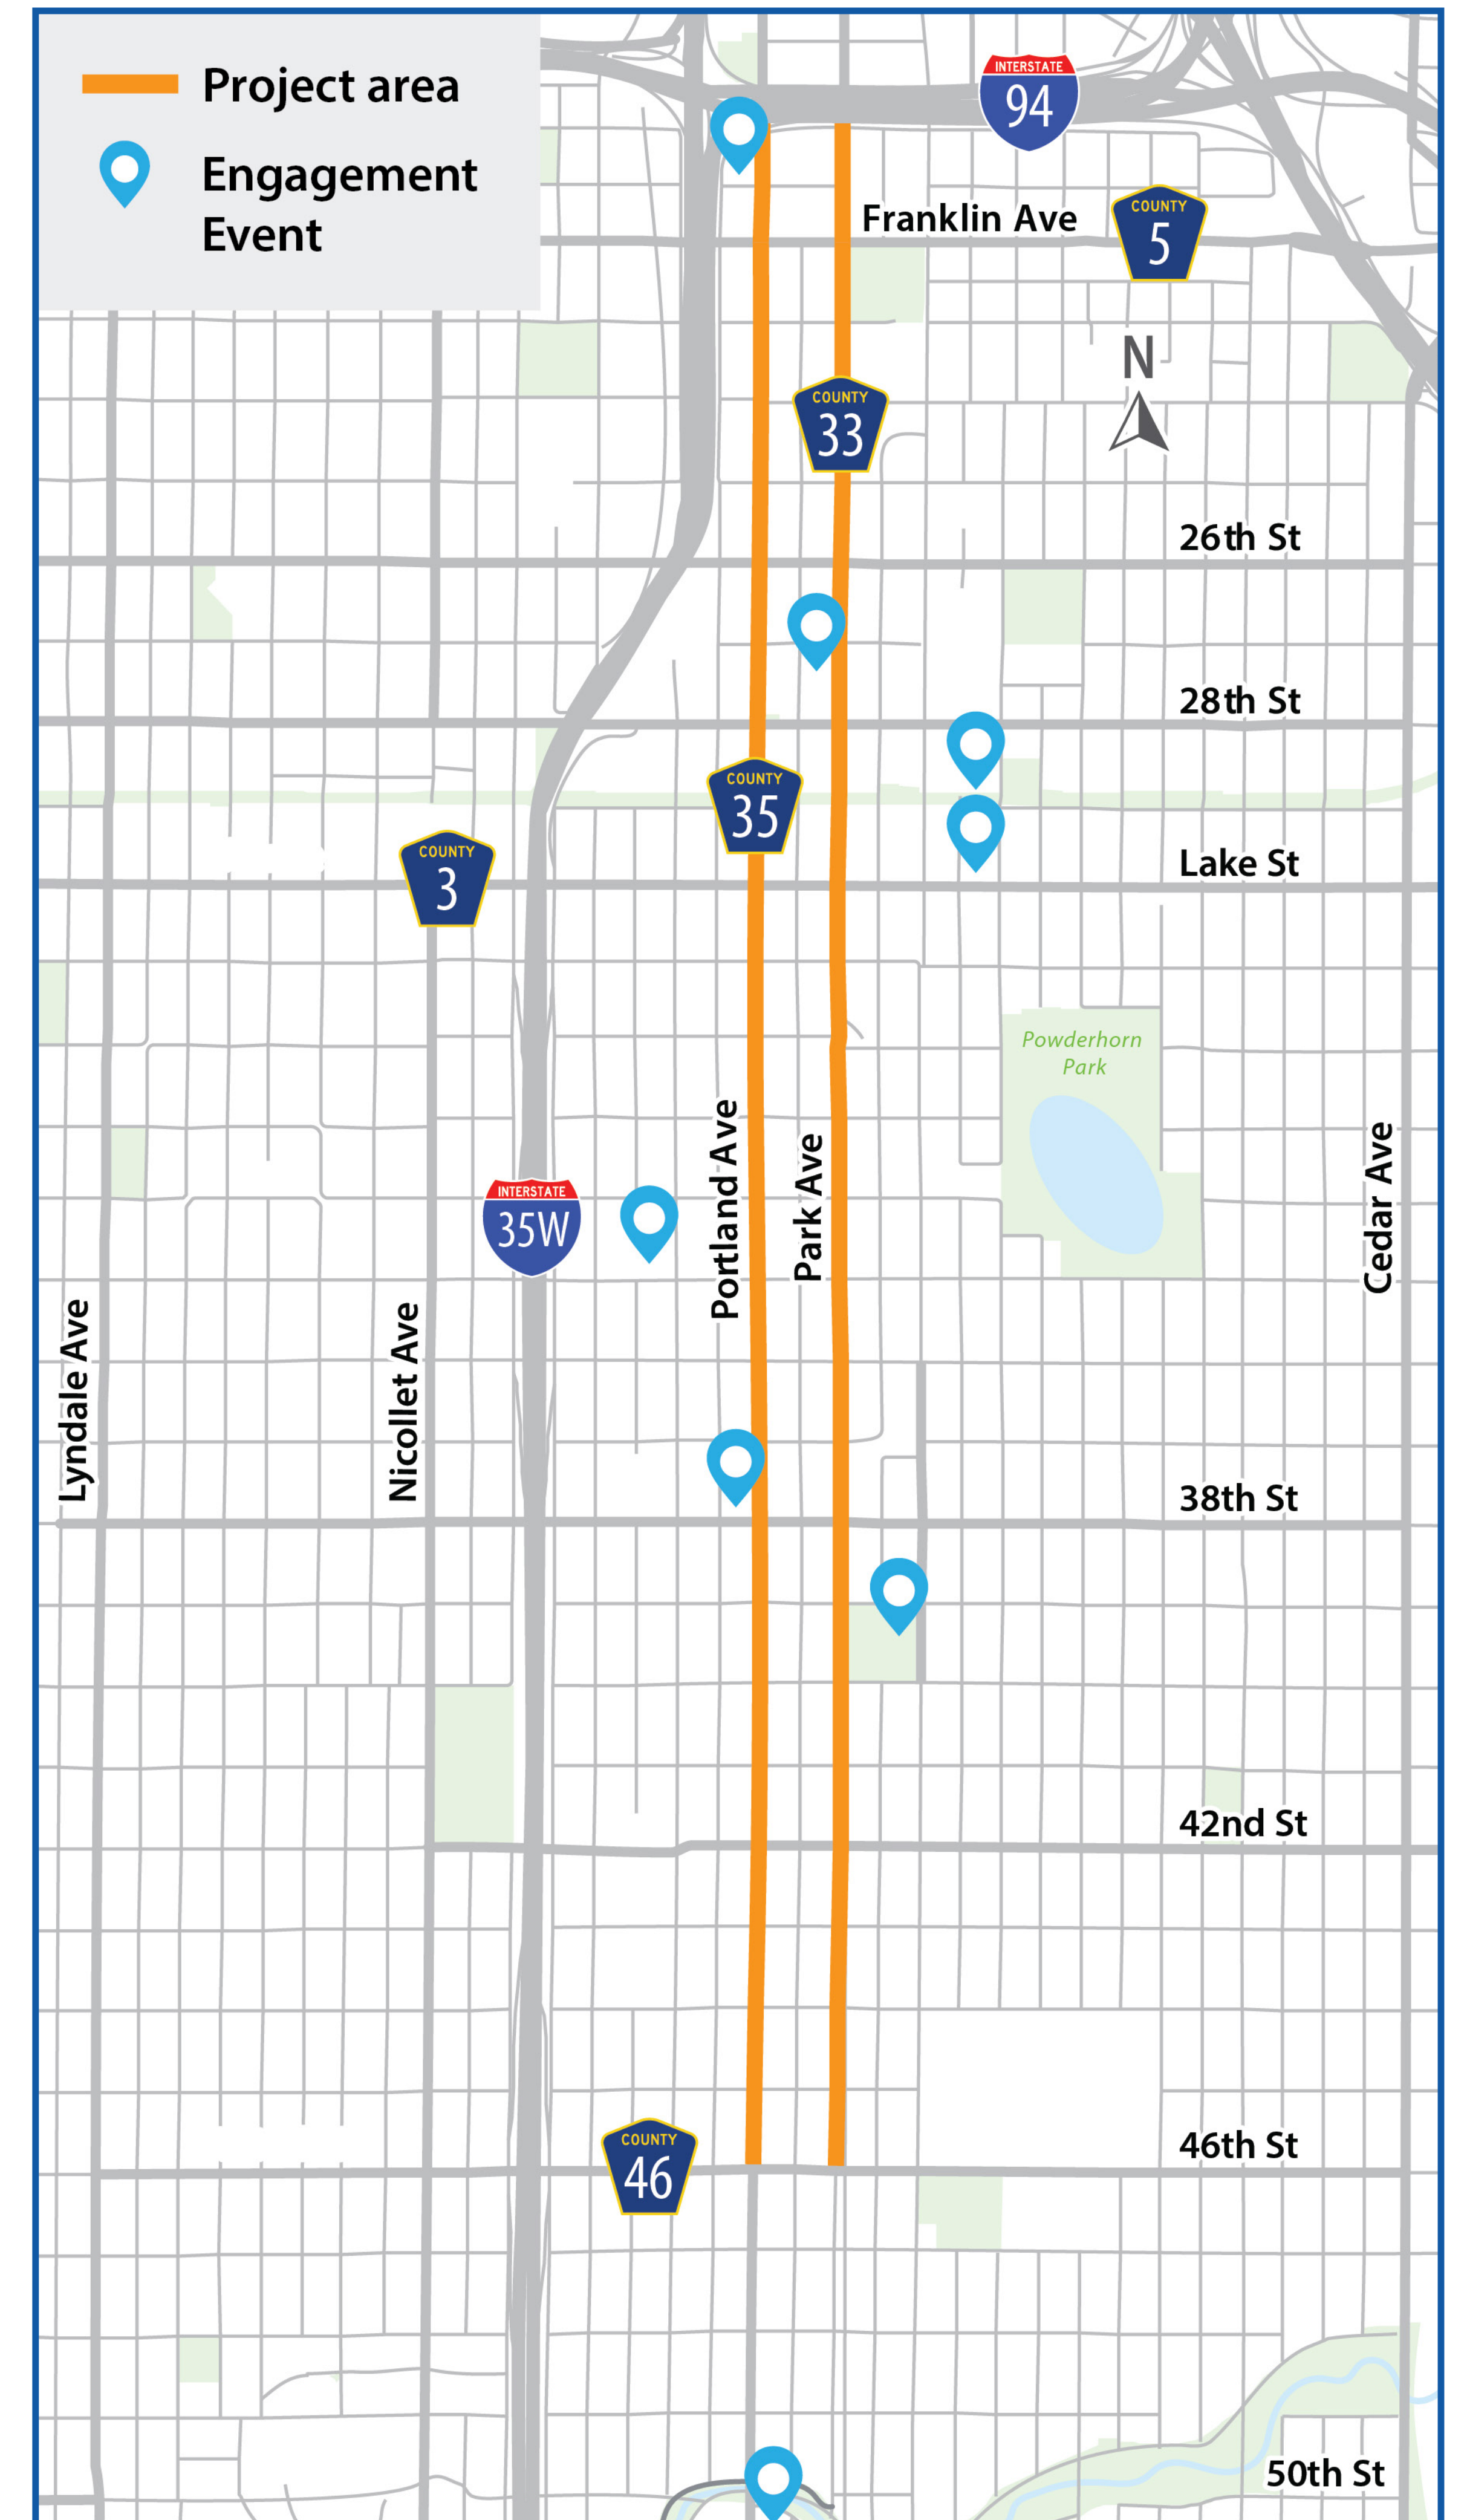 Project area
Engagement
Event
INTERSTATE
94
Franklin Ave
COUNTY
5
N
COUNTY
33
26th St
28th St
COUNTY
35
COUNTY
3
Lake St
Powderhorn
Park
Portland Ave
Park Ave
Cedar Ave
INTERSTATE
35W
Lyndale Ave
Nicollet Ave
38th St
42nd St
COUNTY
46
46th St
50th St